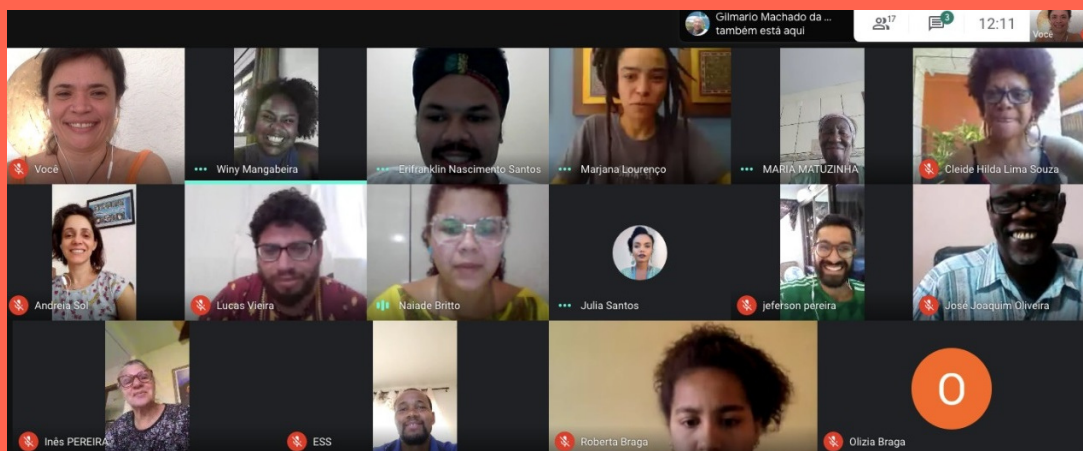 Gilmario Machado da ...
também está aqui
17
3
12:11
Você
Você
Winy Mangabeira
Erifranklin Nascimento Santos
Marjana Lourenço
MARIA MATUZINHA
Cleide Hilda Lima Souza
Andreia Sol
Lucas Vieira
Naiade Britto
Julia Santos
jeferson pereira
José Joaquim Oliveira
Inês PEREIRA
ESS
Roberta Braga
O
Olizia Braga